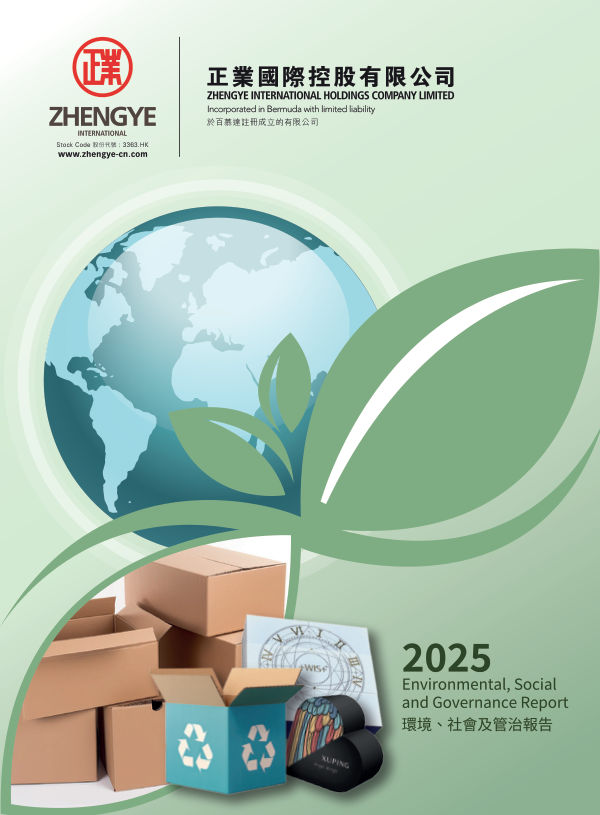 正業
ZHENGYE
INTERNATIONAL
Stock Code 股份代號：3363.HK
www.zhengye-cn.com
正業國際控股有限公司
ZHENGYE INTERNATIONAL HOLDINGS COMPANY LIMITED
Incorporated in Bermuda with limited liability
於百慕達註冊成立的有限公司
XUPING
2025
Environmental, Social
and Governance Report
環境、社會及管治報告